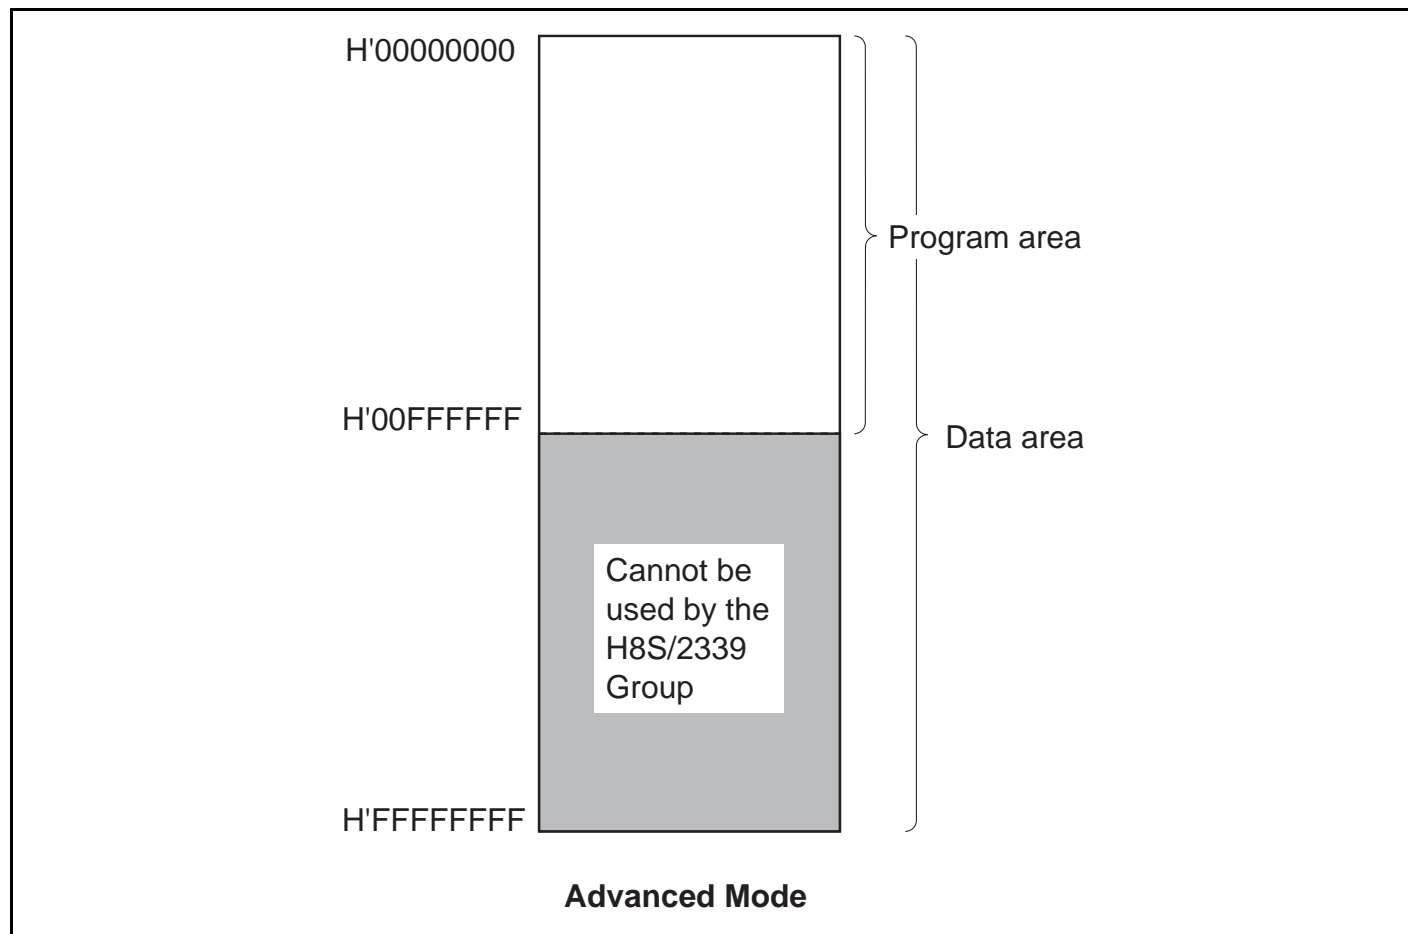 H'00000000
Program area
H'00FFFFFF
Data area
Cannot be
used by the
H8S/2339
Group
H'FFFFFFFF
Advanced Mode